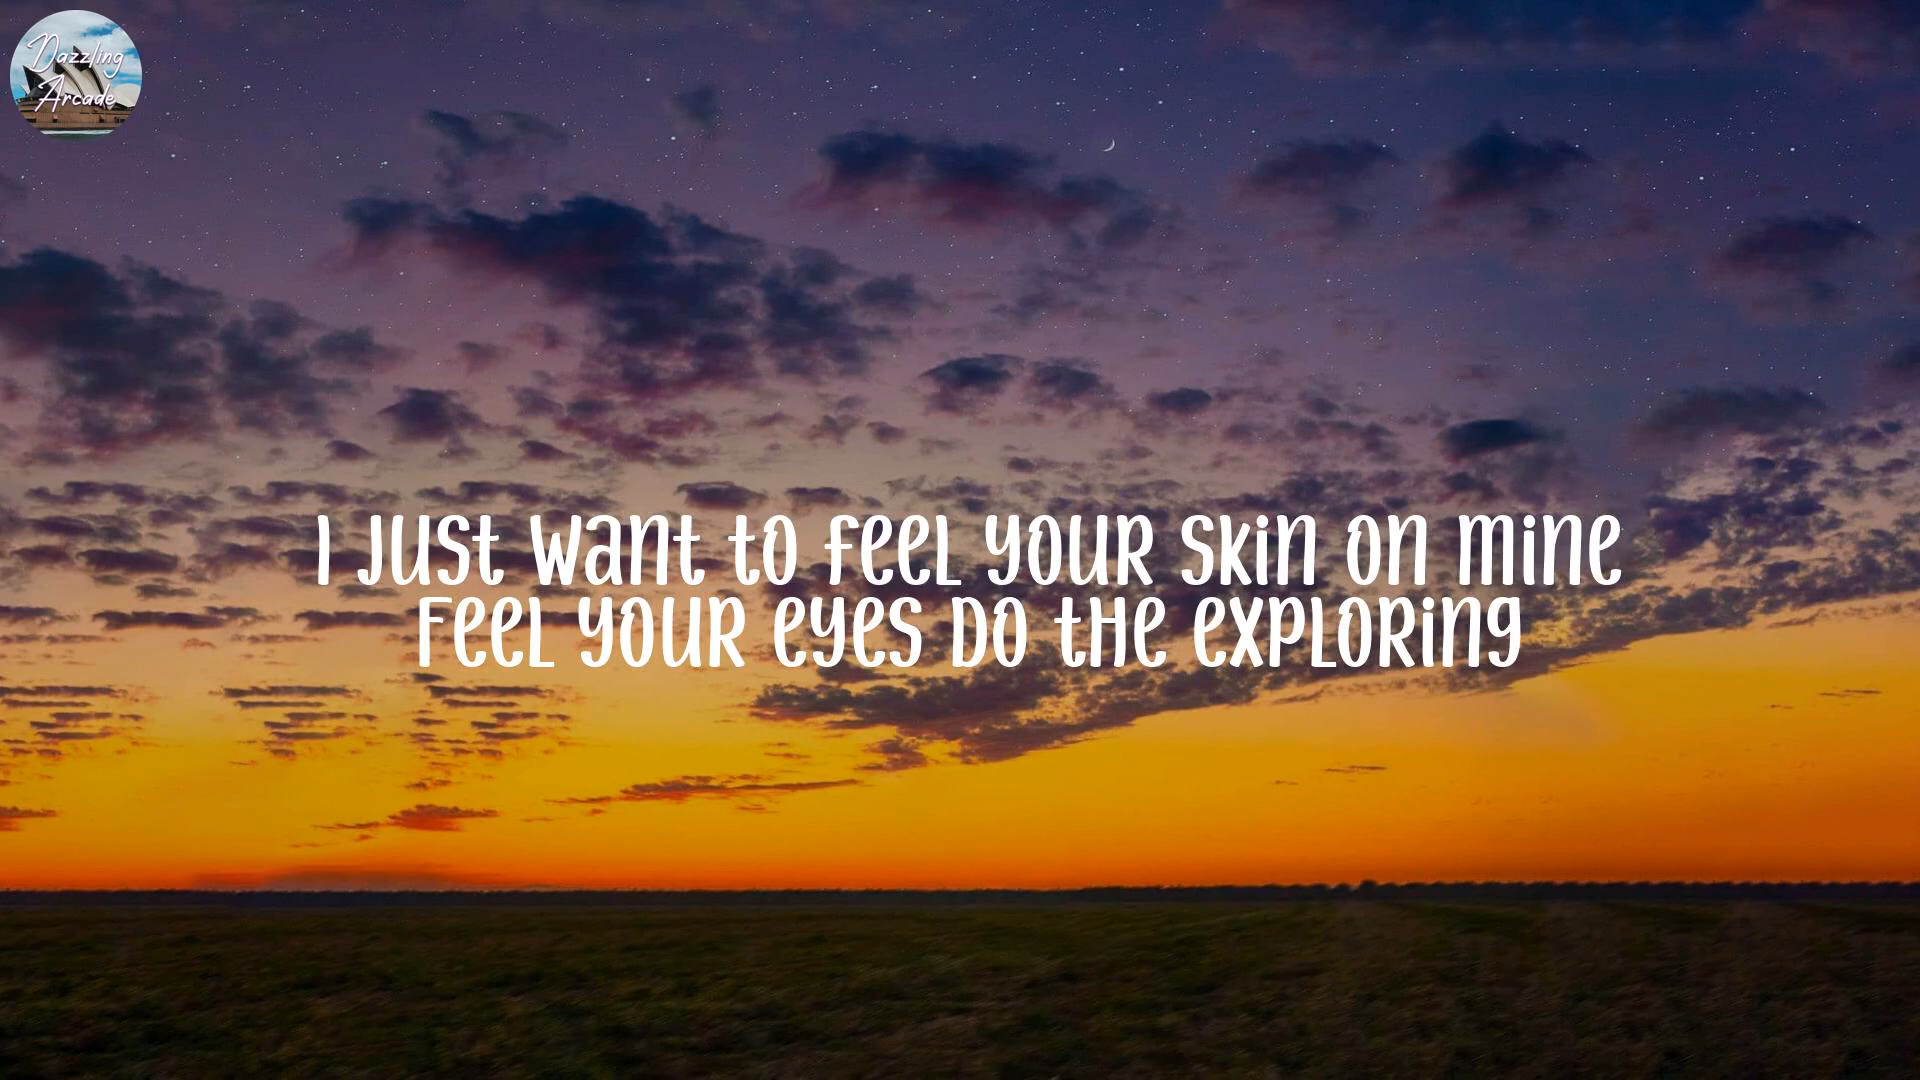 Dazzling
Arcade
I just want to feel your skin on mine
Feel your eyes do the exploring